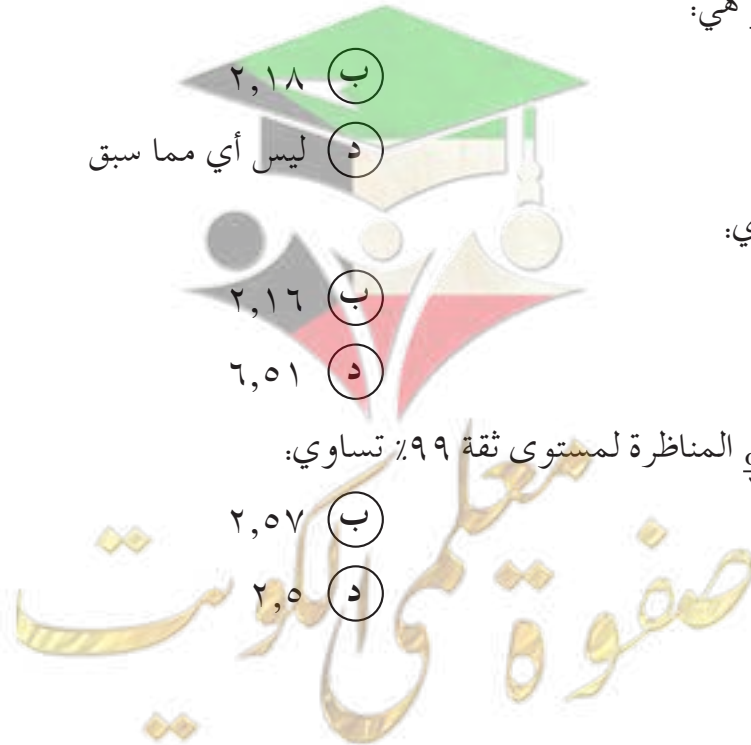 هي:
ب ٢,١٨
د ليس أي مما سبق
ب ٢,١٦
د ٦,٥١
المناظرة لمستوى ثقة ٩٩٪ تساوي:
ب ٢,٥٧
د ٢,٥
صفوة معلمى الكويت